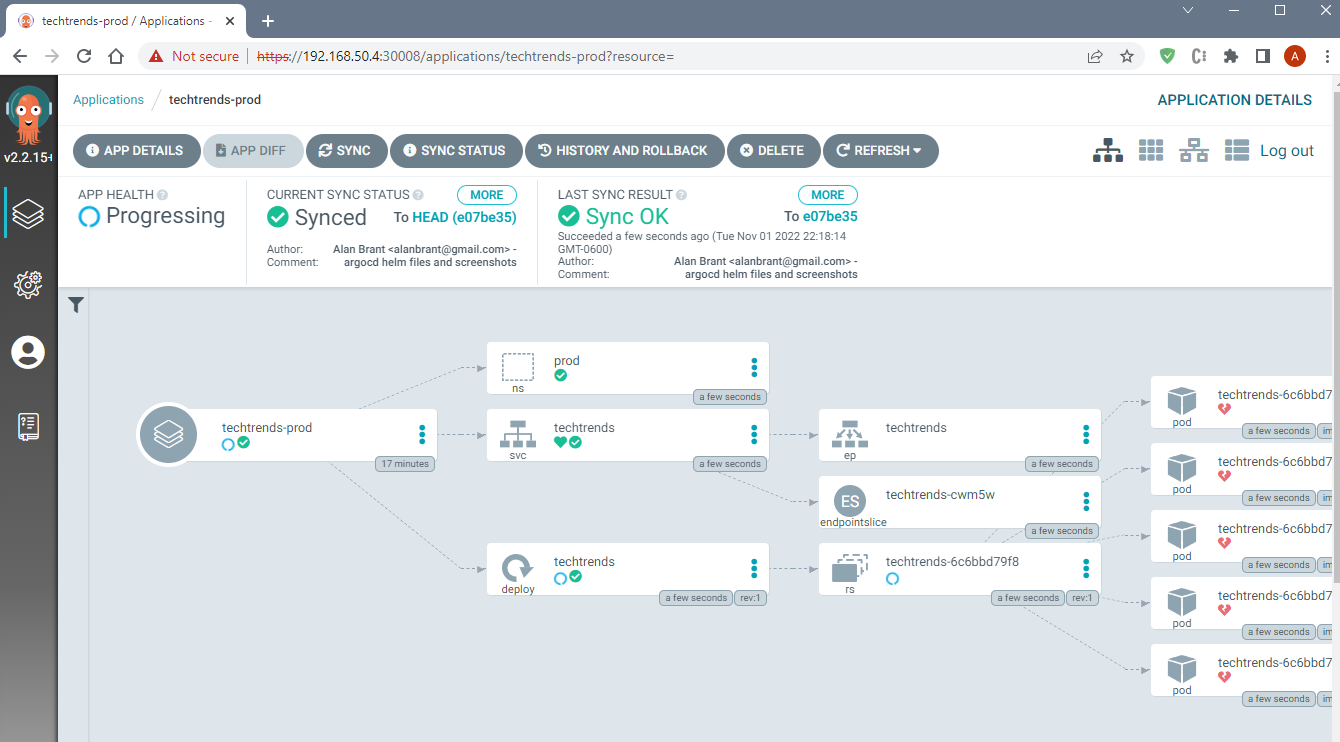 techtrends-prod / Applications -
Not secure
https://192.168.50.4:30008/applications/techtrends-prod?resource=
A
v2.2.15+
Applications
techtrends-prod
APPLICATION DETAILS
APP DETAILS
APP DIFF
SYNC
SYNC STATUS
HISTORY AND ROLLBACK
DELETE
REFRESH
Log out
APP HEALTH
Progressing
CURRENT SYNC STATUS
MORE
Synced
To HEAD (e07be35)
Author: Alan Brant <alanbrant@gmail.com> -
Comment: argocd helm files and screenshots
LAST SYNC RESULT
MORE
Sync OK
To e07be35
Succeeded a few seconds ago (Tue Nov 01 2022 22:18:14
GMT-0600)
Author: Alan Brant <alanbrant@gmail.com> -
Comment: argocd helm files and screenshots
techtrends-prod
17 minutes
ns
prod
a few seconds
svc
techtrends
a few seconds
deploy
techtrends
a few seconds
rev:1
ep
techtrends
a few seconds
ES
endpointslice
techtrends-cwm5w
a few seconds
rs
techtrends-6c6bbd79f8
a few seconds
rev:1
pod
techtrends-6c6bbd7
a few seconds
im
pod
techtrends-6c6bbd7
a few seconds
im
pod
techtrends-6c6bbd7
a few seconds
im
pod
techtrends-6c6bbd7
a few seconds
im
pod
techtrends-6c6bbd7
a few seconds
im